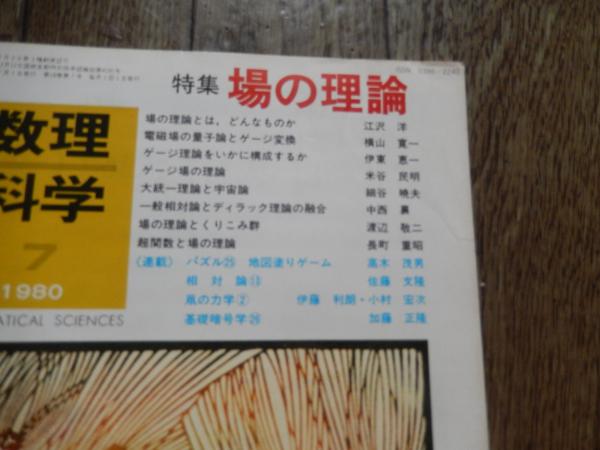 特集 場の理論
数理
科学
7
1980
ATICAL SCIENCES
場の理論とは,どんなものか 江沢 洋
電磁場の量子論とゲージ変換 横山 寛一
ゲージ理論をいかに構成するか 伊東 恵一
ゲージ場の理論 米谷 民明
大統一理論と宇宙論 細谷 暁夫
一般相対論とディラック理論の融合 中西 襄
場の理論とくりこみ群 渡辺 敬二
超関数と場の理論 長町 重昭
〈連載〉 パズル㉕ 地図塗りゲーム 高木 茂男
相対論⑬ 佐藤 文隆
凧の力学② 伊藤 利朗・小村 宏次
基礎暗号学㉖ 加藤 正隆